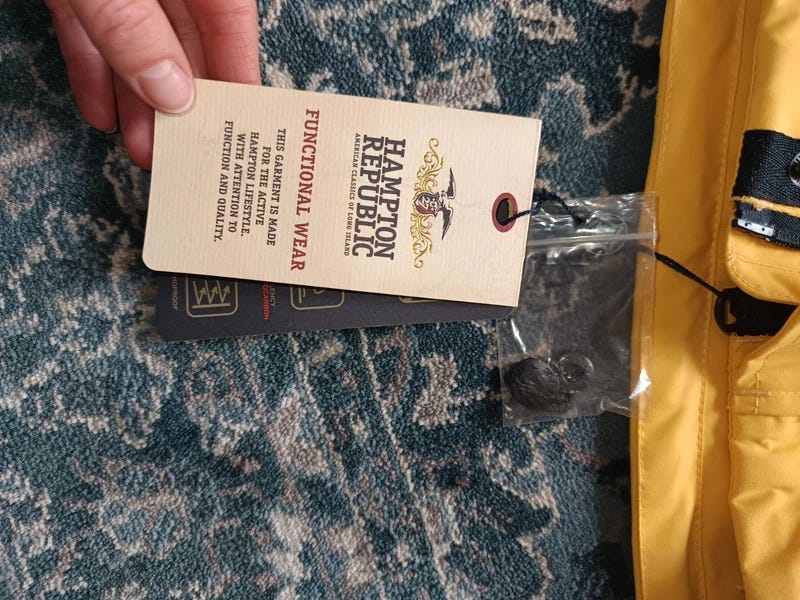 HAMPTON
REPUBLIC
AMERICAN CLASSICS OF LONG ISLAND
FUNCTIONAL WEAR
THIS GARMENT IS MADE
FOR THE ACTIVE
HAMPTON LIFESTYLE.
WITH ATTENTION TO
FUNCTION AND QUALITY.